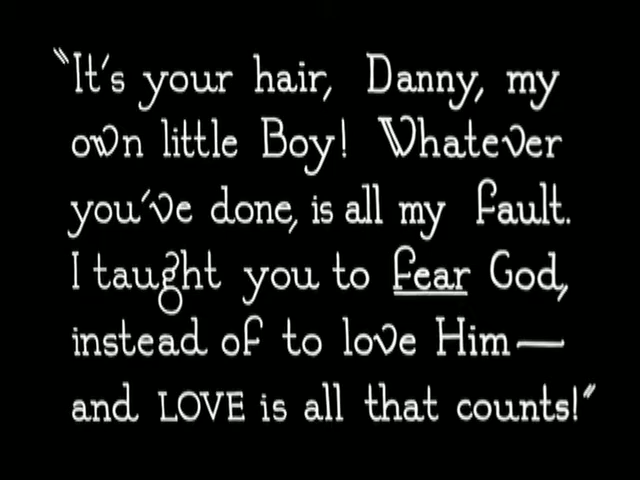 "It's your hair, Danny, my
own little Boy! Whatever
you've done, is all my fault.
I taught you to fear God,
instead of to love Him—
and LOVE is all that counts!"